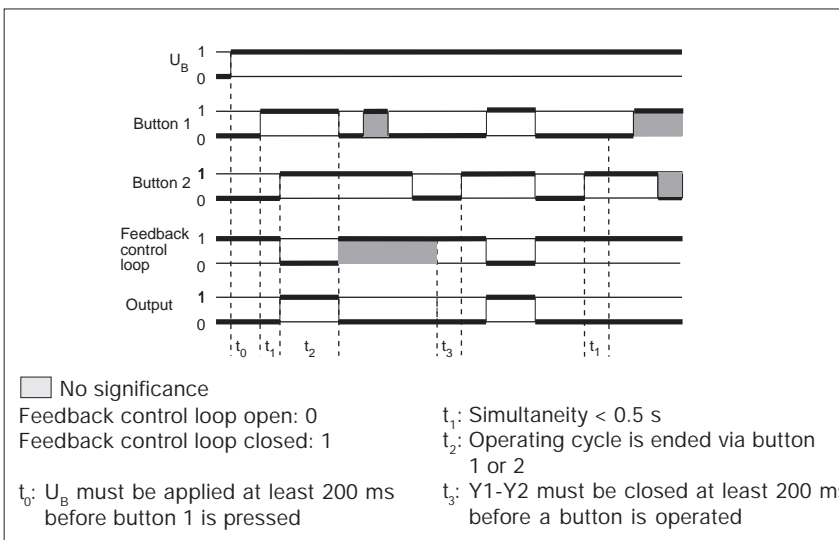 U_B 1
0
Button 1 1
0
Button 2 1
0
Feedback control loop 1
0
Output 1
0
t_0 t_1 t_2 t_3 t_1
No significance
Feedback control loop open: 0
Feedback control loop closed: 1
t_0: U_B must be applied at least 200 ms
before button 1 is pressed
t_1: Simultaneity < 0.5 s
t_2: Operating cycle is ended via button
1 or 2
t_3: Y1-Y2 must be closed at least 200 ms
before a button is operated